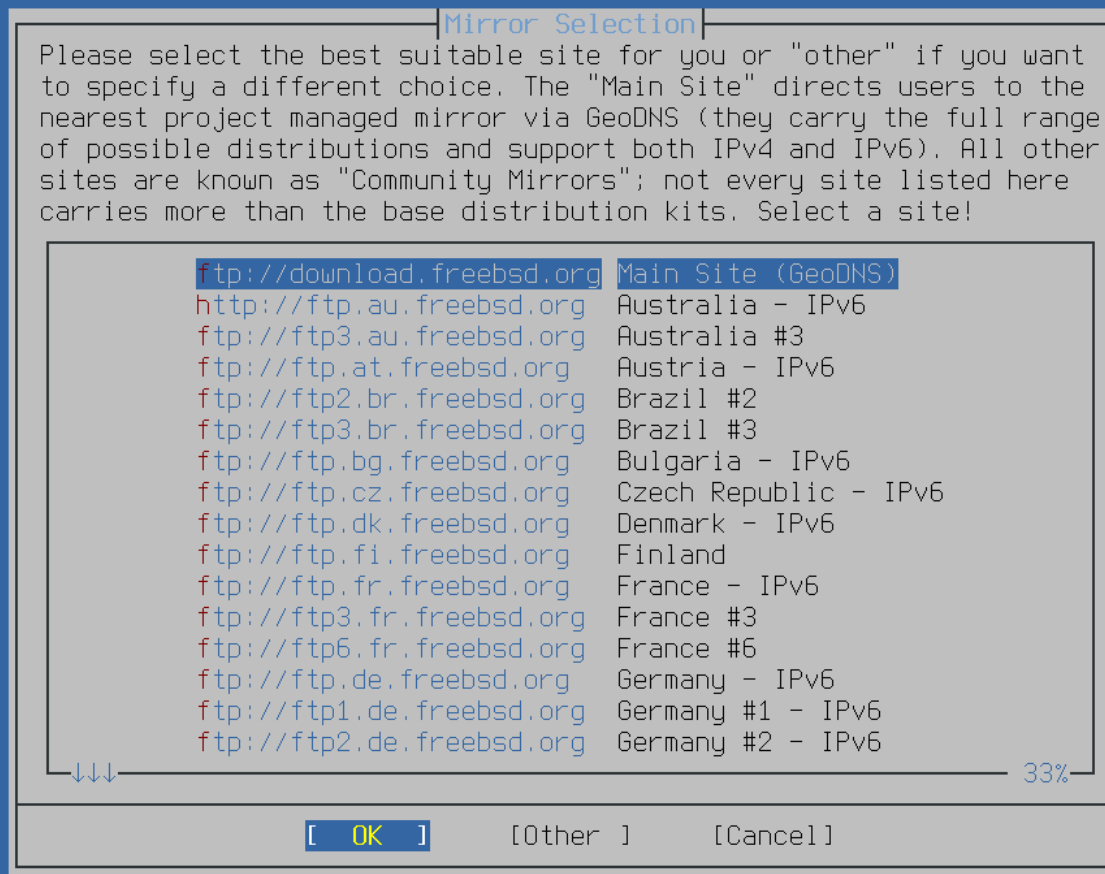 Mirror Selection
Please select the best suitable site for you or "other" if you want
to specify a different choice. The "Main Site" directs users to the
nearest project managed mirror via GeoDNS (they carry the full range
of possible distributions and support both IPv4 and IPv6). All other
sites are known as "Community Mirrors"; not every site listed here
carries more than the base distribution kits. Select a site!
ftp://download.freebsd.org Main Site (GeoDNS)
http://ftp.au.freebsd.org Australia - IPv6
ftp://ftp3.au.freebsd.org Australia #3
ftp://ftp.at.freebsd.org Austria - IPv6
ftp://ftp2.br.freebsd.org Brazil #2
ftp://ftp3.br.freebsd.org Brazil #3
ftp://ftp.bg.freebsd.org Bulgaria - IPv6
ftp://ftp.cz.freebsd.org Czech Republic - IPv6
ftp://ftp.dk.freebsd.org Denmark - IPv6
ftp://ftp.fi.freebsd.org Finland
ftp://ftp.fr.freebsd.org France - IPv6
ftp://ftp3.fr.freebsd.org France #3
ftp://ftp6.fr.freebsd.org France #6
ftp://ftp.de.freebsd.org Germany - IPv6
ftp://ftp1.de.freebsd.org Germany #1 - IPv6
ftp://ftp2.de.freebsd.org Germany #2 - IPv6
↓↓↓ 33%
[ OK ] [Other ] [Cancel]